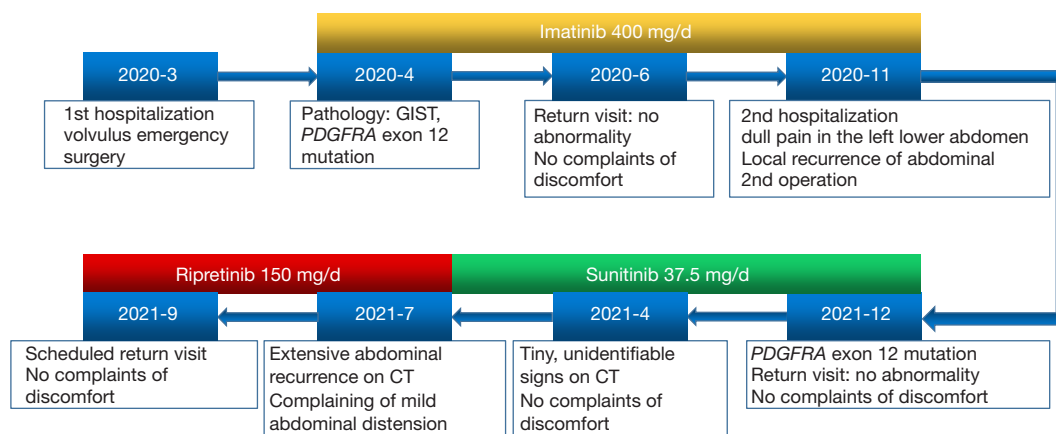 Imatinib 400 mg/d
2020-3
2020-4
2020-6
2020-11
1st hospitalization
volvulus emergency
surgery
Pathology: GIST,
PDGFRA exon 12
mutation
Return visit: no
abnormality
No complaints of
discomfort
2nd hospitalization
dull pain in the left lower abdomen
Local recurrence of abdominal
2nd operation
Ripretinib 150 mg/d
Sunitinib 37.5 mg/d
2021-9
2021-7
2021-4
2021-12
Scheduled return visit
No complaints of
discomfort
Extensive abdominal
recurrence on CT
Complaining of mild
abdominal distension
Tiny, unidentifiable
signs on CT
No complaints of
discomfort
PDGFRA exon 12 mutation
Return visit: no abnormality
No complaints of discomfort